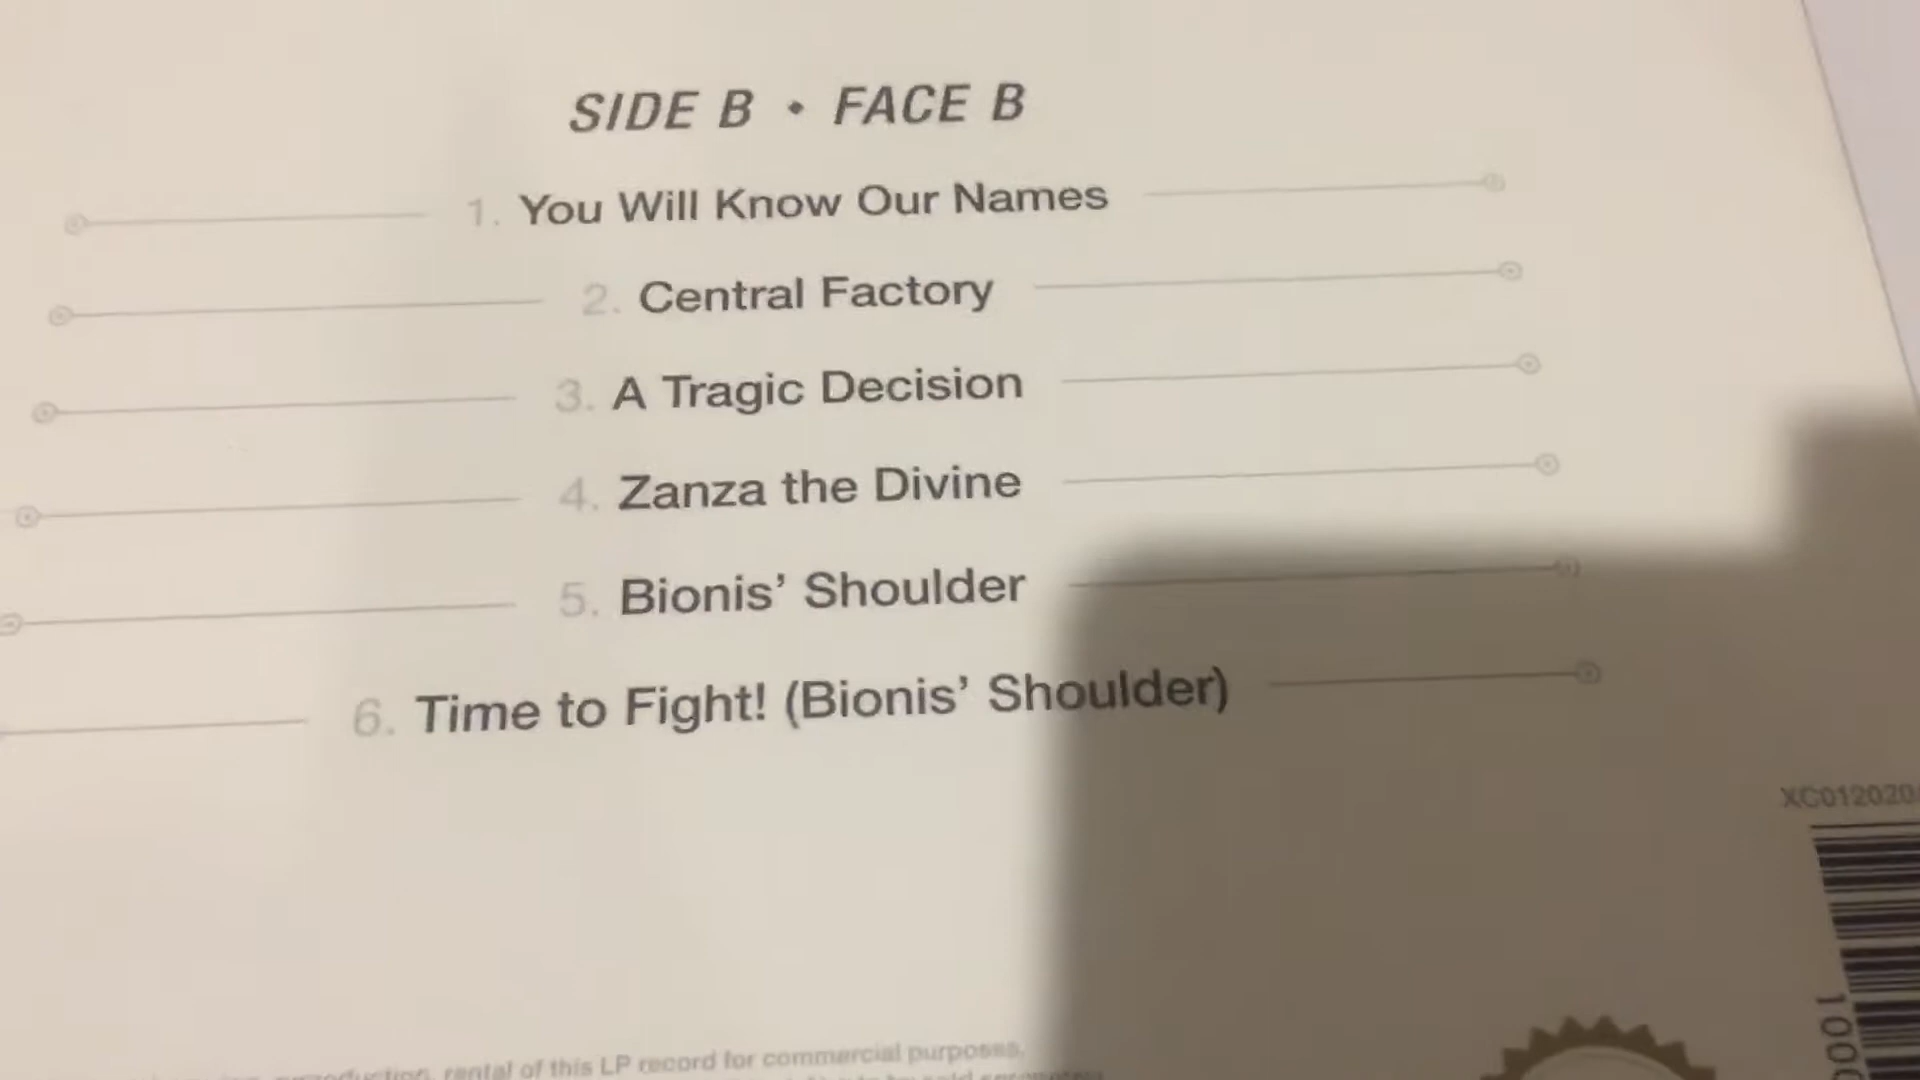 SIDE B • FACE B
1. You Will Know Our Names
2. Central Factory
3. A Tragic Decision
4. Zanza the Divine
5. Bionis’ Shoulder
6. Time to Fight! (Bionis’ Shoulder)
XC012020
rental of this LP record for commercial purposes.